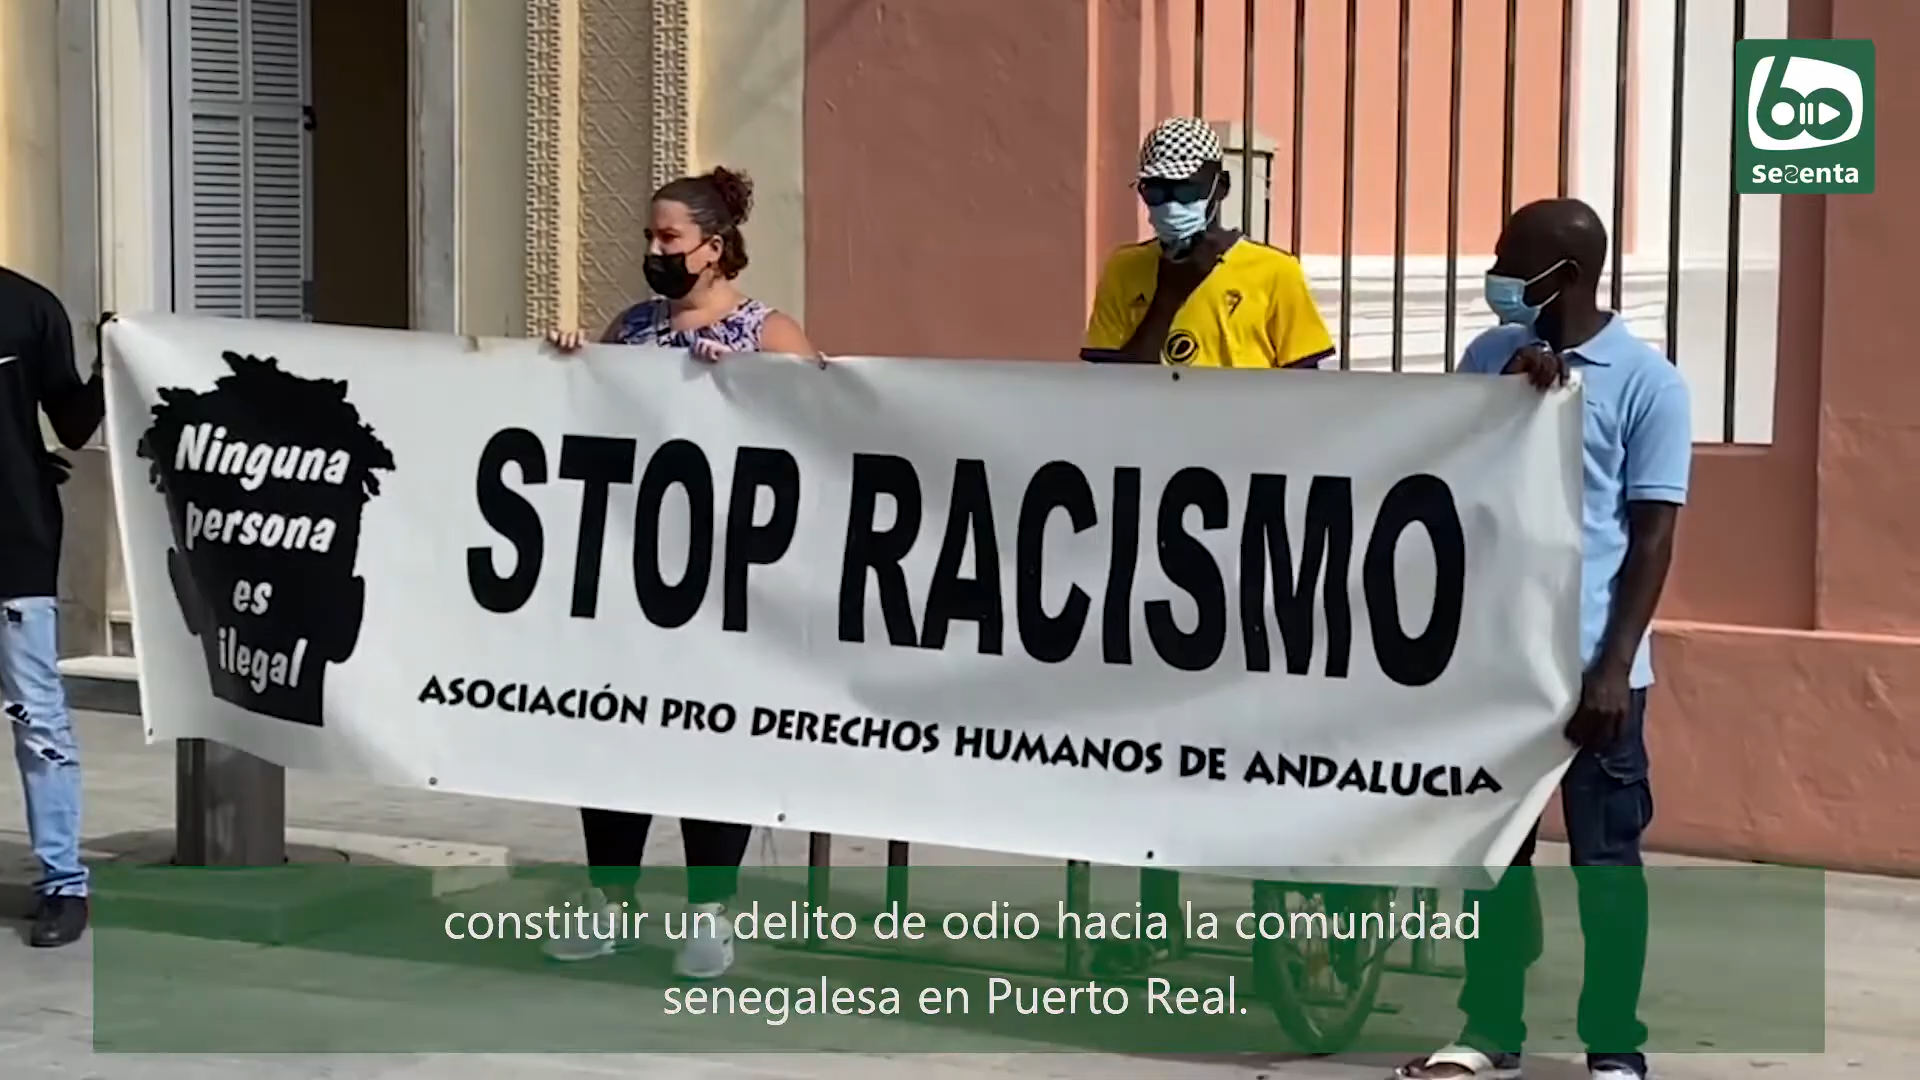 SeSenta
Ninguna
persona
es
ilegal
STOP RACISMO
ASOCIACIÓN PRO DERECHOS HUMANOS DE ANDALUCIA
constituir un delito de odio hacia la comunidad
senegalesa en Puerto Real.